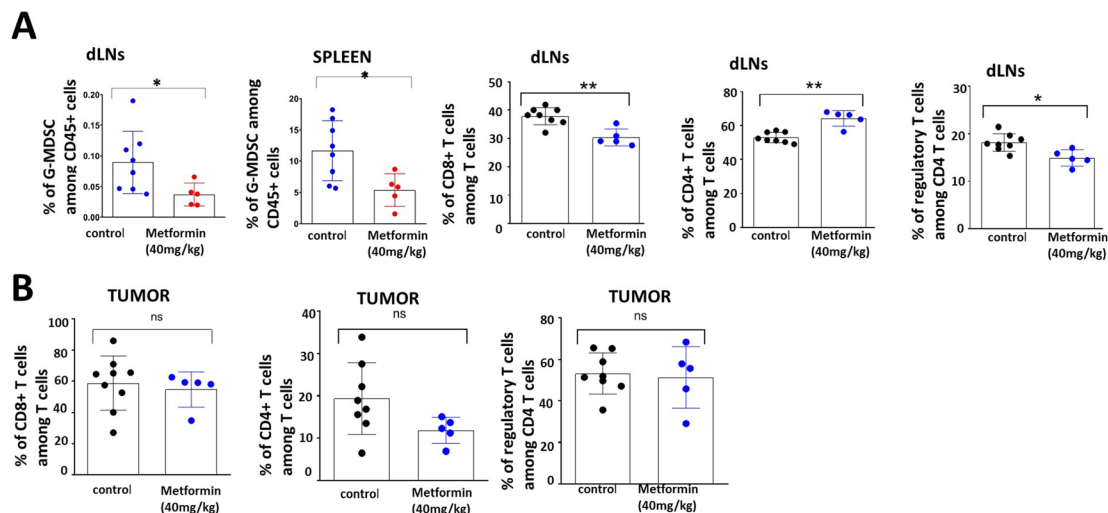 A
dLNs
*
% of G-MDSC
among CD45+ cells
0.20
0.15
0.10
0.05
0.00
control
Metformin
(40mg/kg)
SPLEEN
*
% of G-MDSC among
CD45+ cells
20
15
10
5
0
control
Metformin
(40mg/kg)
dLNs
**
% of CD8+ T cells
among T cells
50
40
30
20
10
0
control
Metformin
(40mg/kg)
dLNs
**
% of CD4+ T cells
among T cells
80
60
40
20
0
control
Metformin
(40mg/kg)
dLNs
*
% of regulatory T cells
among CD4 T cells
30
20
10
0
control
Metformin
(40mg/kg)
B
TUMOR
ns
% of CD8+ T cells
among T cells
100
80
60
40
20
0
control
Metformin
(40mg/kg)
TUMOR
ns
% of CD4+ T cells
among T cells
40
30
20
10
0
control
Metformin
(40mg/kg)
TUMOR
ns
% of regulatory T cells
among CD4 T cells
80
60
40
20
0
control
Metformin
(40mg/kg)